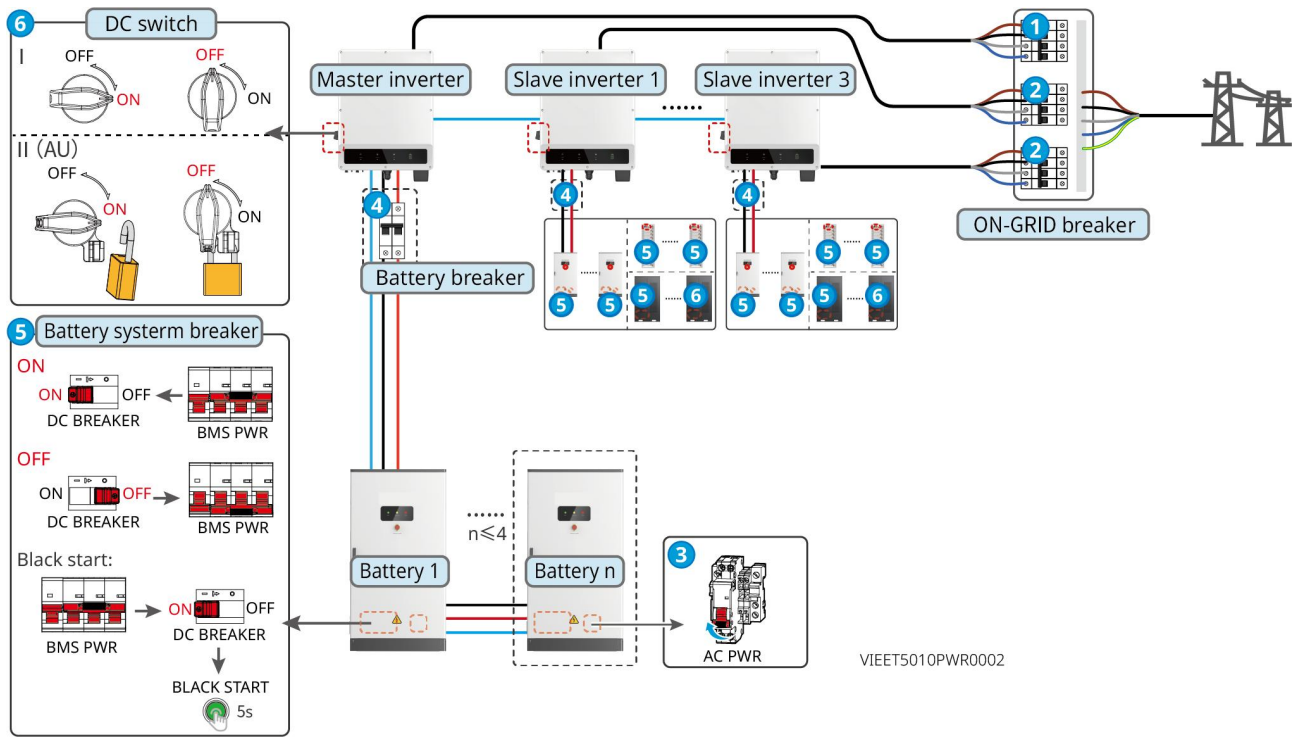 6
DC switch
I
OFF
ON
OFF
ON
II (AU)
OFF
ON
OFF
ON
Master inverter
Slave inverter 1
Slave inverter 3
......
1
2
2
ON-GRID breaker
4
4
4
Battery breaker
5
5
......
5
......
5
5
......
6
5
5
......
5
......
5
5
......
6
5
Battery systerm breaker
ON
ON
OFF
DC BREAKER
BMS PWR
OFF
ON
OFF
DC BREAKER
BMS PWR
Black start:
BMS PWR
ON
OFF
DC BREAKER
BLACK START
5s
......
n≤4
Battery 1
Battery n
3
AC PWR
VIEET5010PWR0002